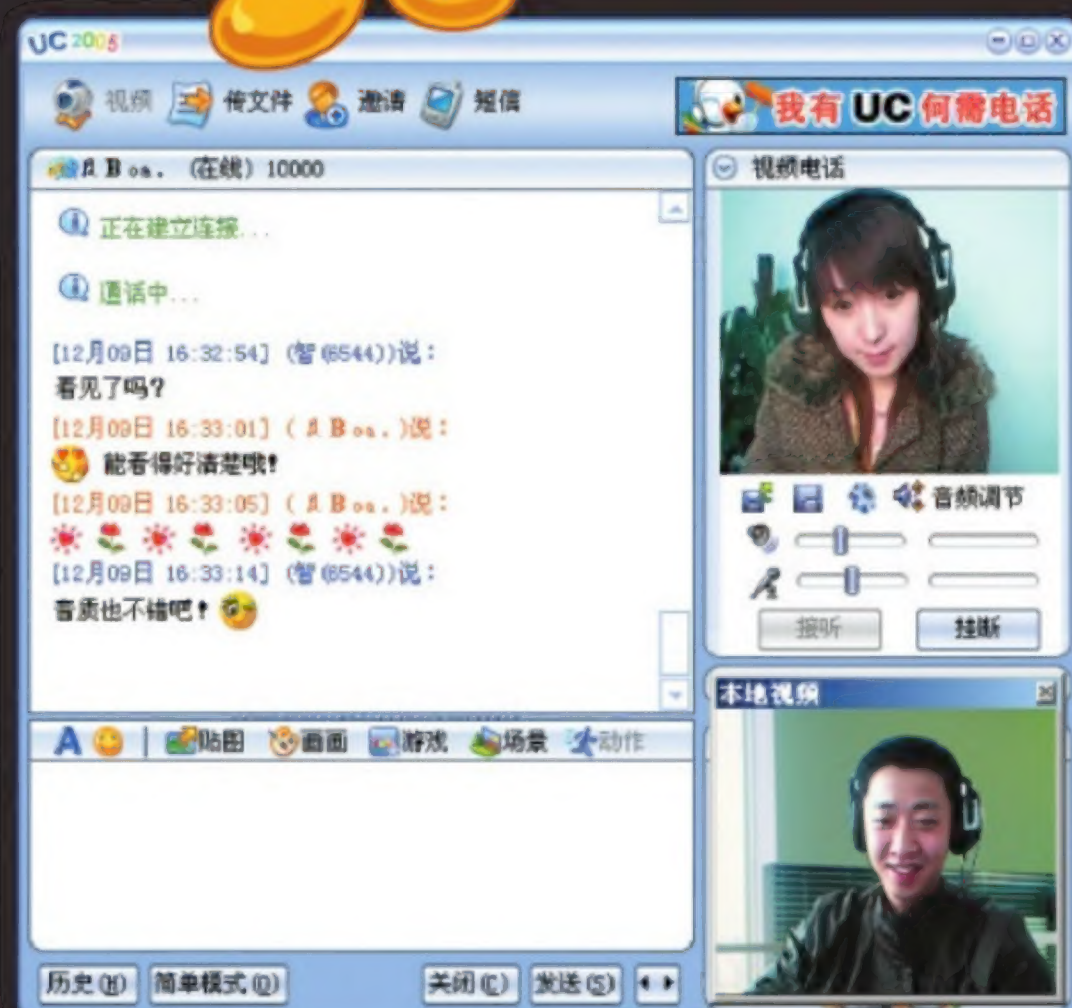 UC 2005
视频 传文件 邀请 短信
我有 UC 何需电话
Boa. (在线) 10000
正在建立连接...
通话中...
[12月09日 16:32:54] (智(6544))说:
看见了吗?
[12月09日 16:33:01] ( Boa. )说:
能看得好清楚哦!
[12月09日 16:33:05] ( Boa. )说:
[12月09日 16:33:14] (智(6544))说:
音质也不错吧!
A 贴图 画画 游戏 场景 动作
历史(H) 简单模式(Q) 关闭(C) 发送(S)
视频电话
音频调节
接听 挂断
本地视频